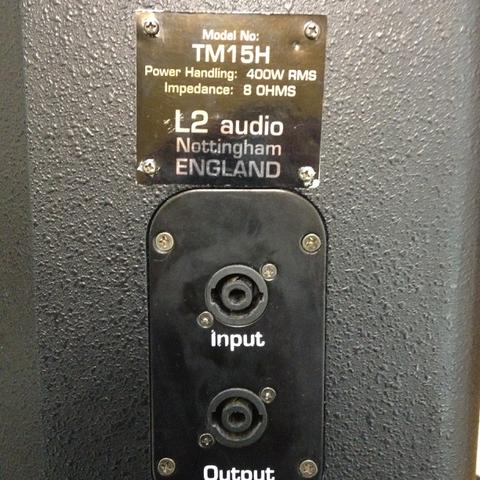 Model No:
TM15H
Power Handling: 400W RMS
Impedance: 8 OHMS
L2 audio
Nottingham
ENGLAND
Input
Output